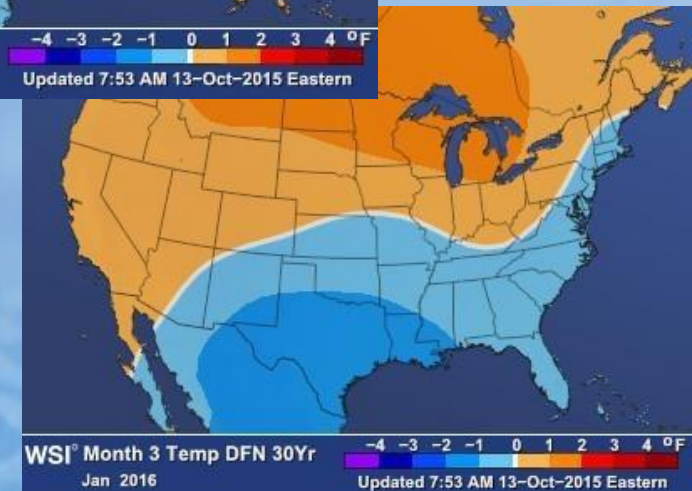 -4 -3 -2 -1 0 1 2 3 4 °F
Updated 7:53 AM 13-Oct-2015 Eastern
WSI° Month 3 Temp DFN 30Yr
Jan 2016
-4 -3 -2 -1 0 1 2 3 4 °F
Updated 7:53 AM 13-Oct-2015 Eastern